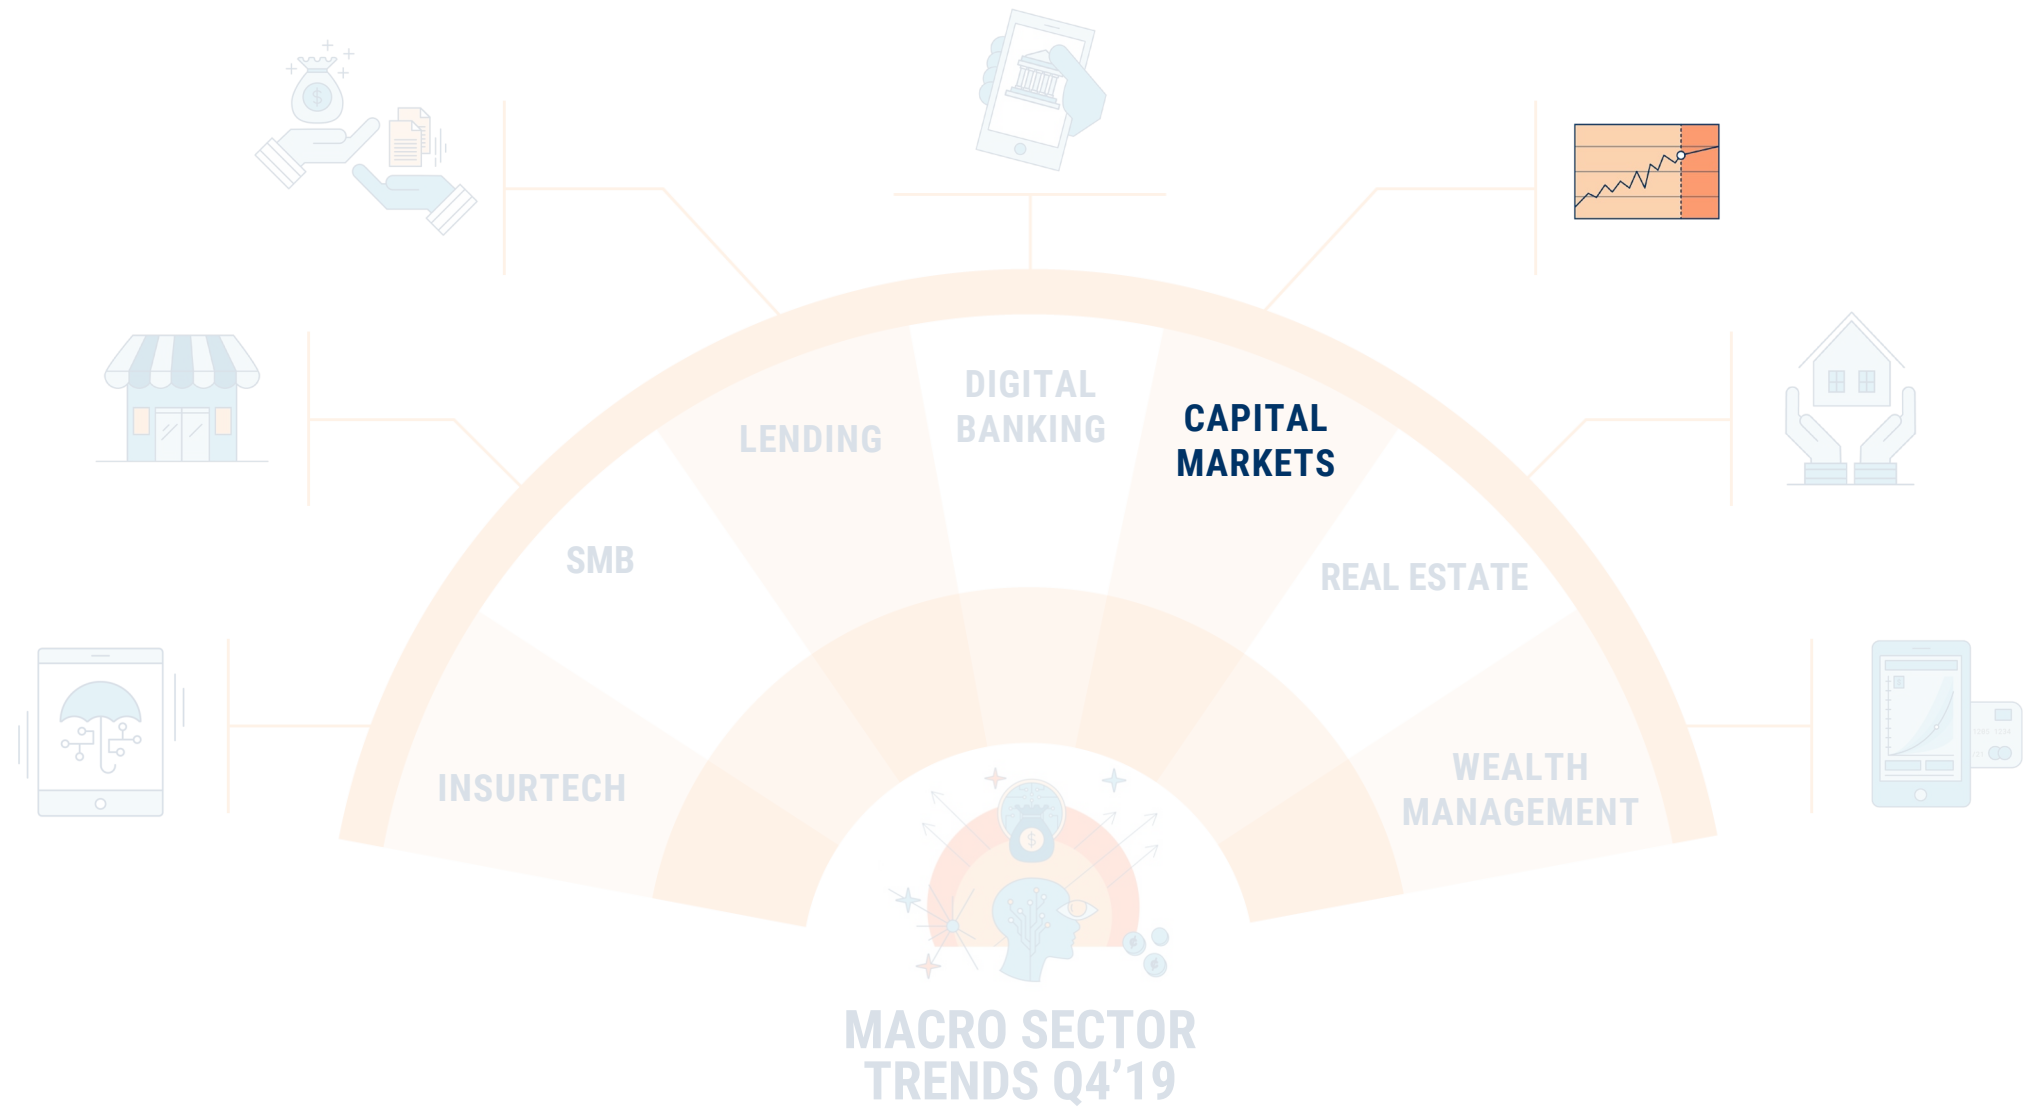 DIGITAL
BANKING
CAPITAL
MARKETS
LENDING
SMB
REAL ESTATE
INSURTECH
WEALTH
MANAGEMENT
MACRO SECTOR
TRENDS Q4’19